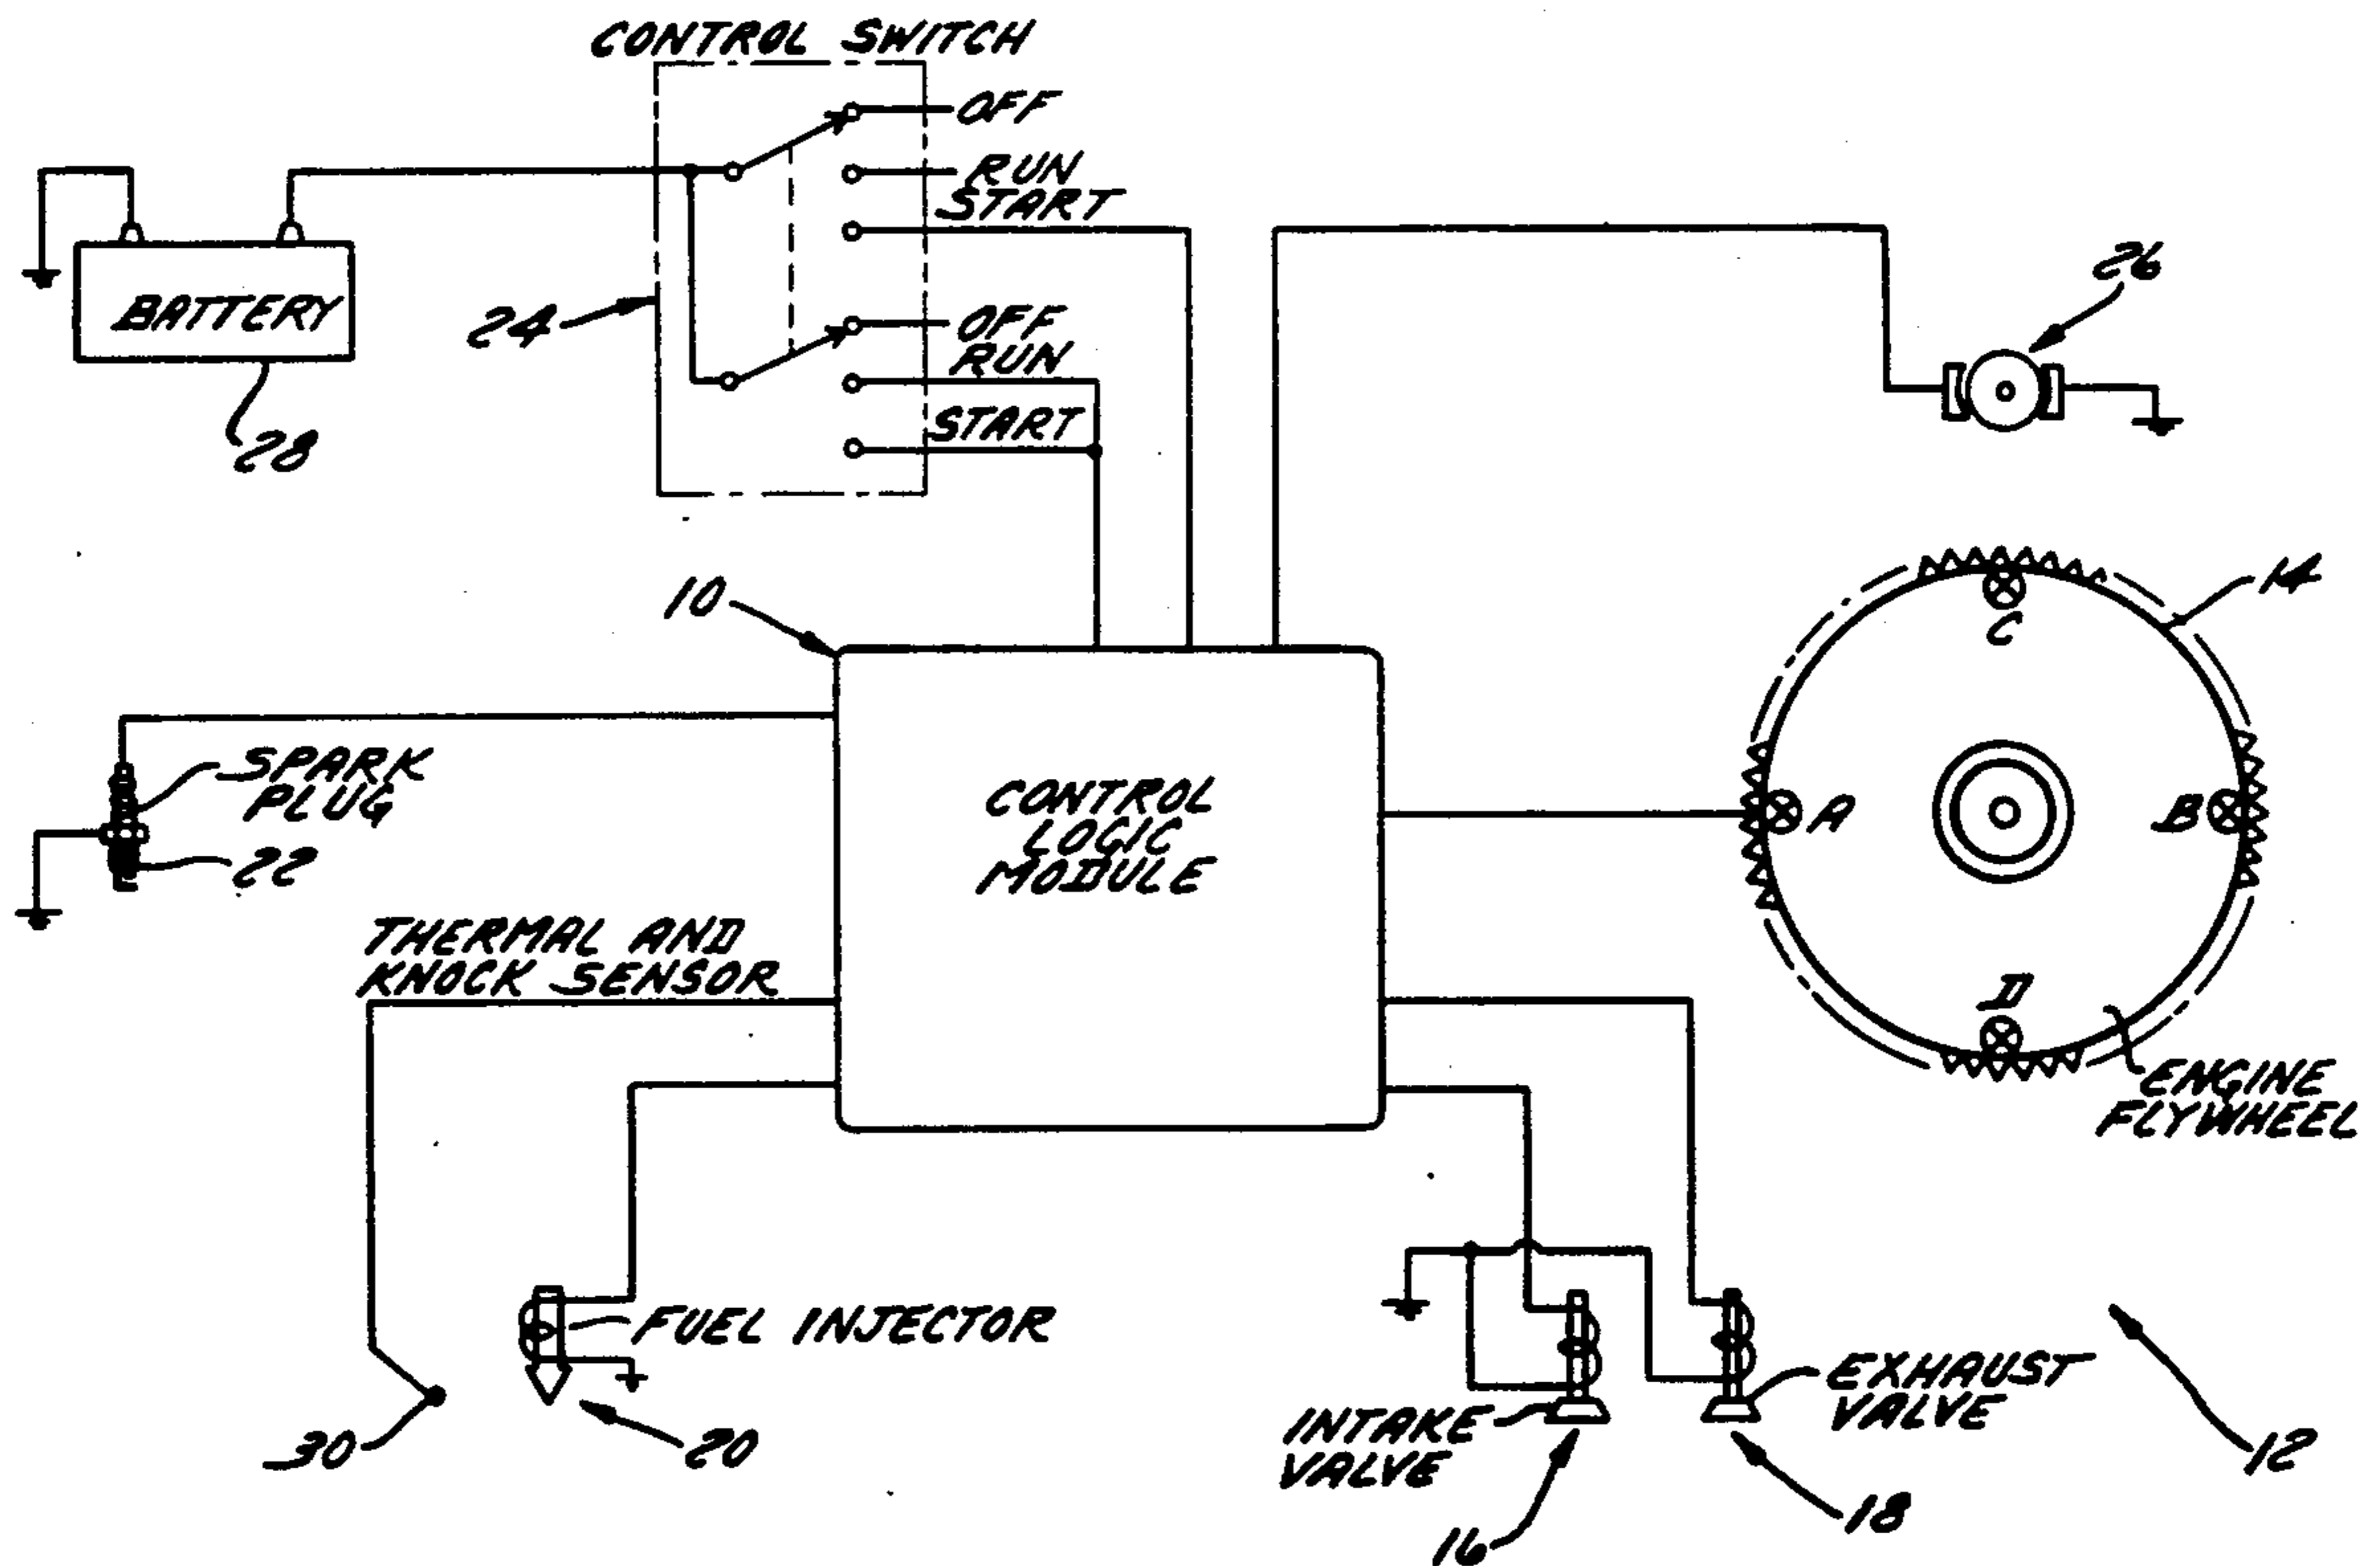 CONTROL SWITCH
OFF
RUN
START
26
BATTERY
24
OFF
RUN
START
28
10
14
C
SPARK
PLUG
22
CONTROL
LOGIC
MODULE
A
B
THERMAL AND
KNOCK SENSOR
D
ENGINE
FLYWHEEL
FUEL INJECTOR
EXHAUST
VALVE
INTAKE
VALVE
30
20
12
18
16